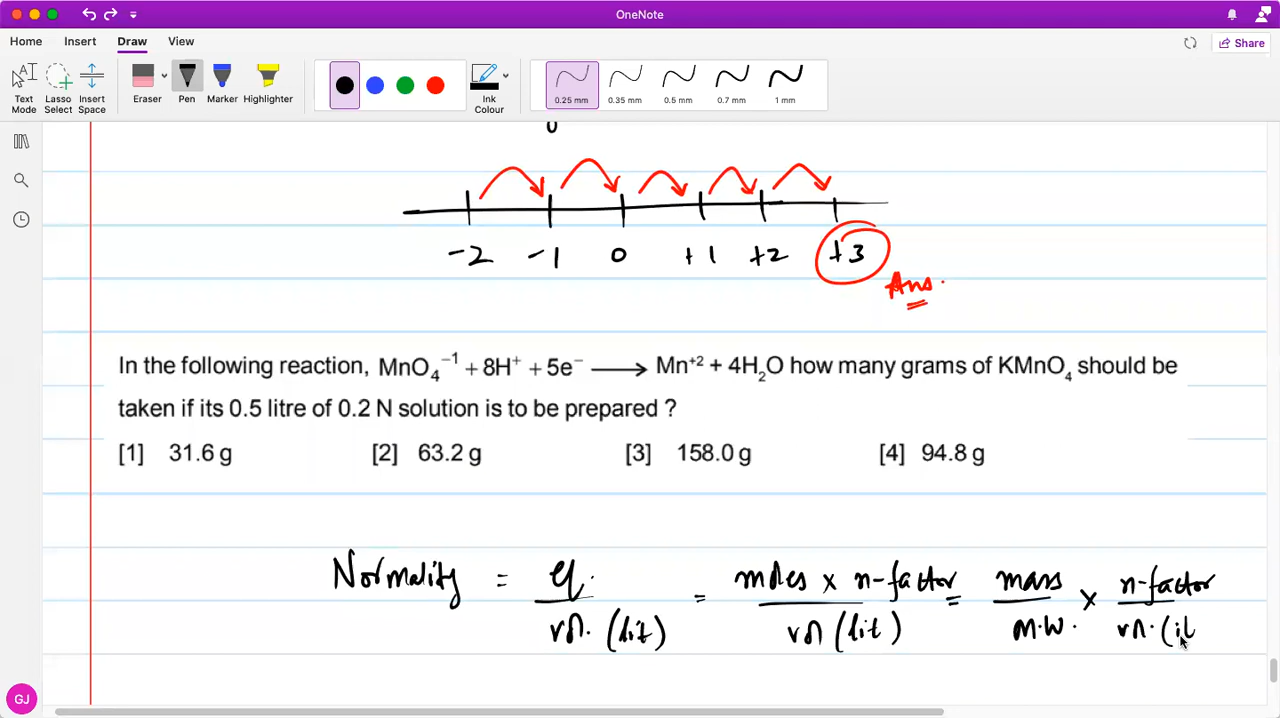 OneNote
Home Insert Draw View
Share
Text Mode
Lasso Select
Insert Space
Eraser
Pen
Marker
Highlighter
Ink Colour
0.25 mm
0.35 mm
0.5 mm
0.7 mm
1 mm
-2 -1 0 +1 +2 +3
Ans.
In the following reaction, MnO₄⁻¹ + 8H⁺ + 5e⁻ ⟶ Mn⁺² + 4H₂O how many grams of KMnO₄ should be
taken if its 0.5 litre of 0.2 N solution is to be prepared ?
[1] 31.6 g [2] 63.2 g [3] 158.0 g [4] 94.8 g
Normality = eq. / vol. (lit) = moles x n-factor / vol (lit) = mass / M.W. x n-factor / vol. (
GJ